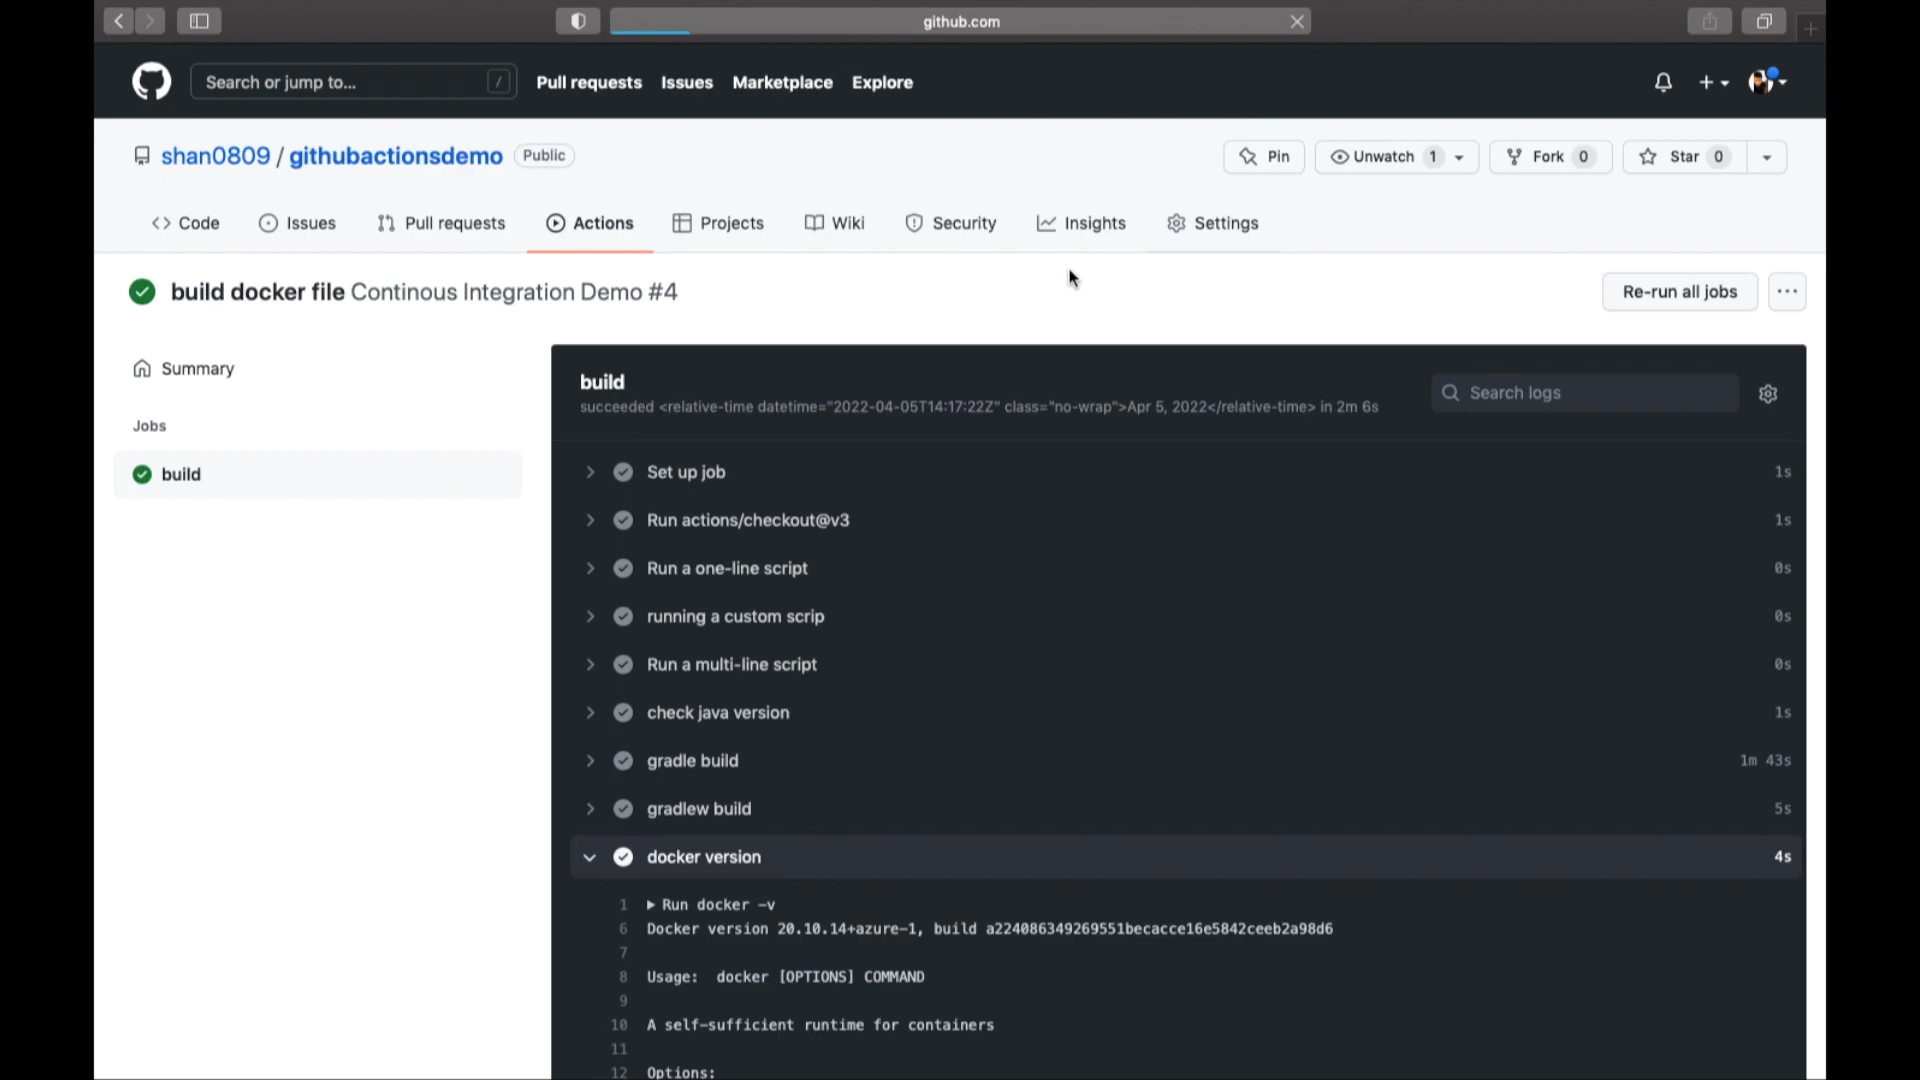 github.com
Search or jump to... /
Pull requests Issues Marketplace Explore
shan0809 / githubactionsdemo Public
Pin Unwatch 1 Fork 0 Star 0
Code Issues Pull requests Actions Projects Wiki Security Insights Settings
build docker file Continous Integration Demo #4
Re-run all jobs
Summary
Jobs
build
build
succeeded <relative-time datetime="2022-04-05T14:17:22Z" class="no-wrap">Apr 5, 2022</relative-time> in 2m 6s
Search logs
Set up job 1s
Run actions/checkout@v3 1s
Run a one-line script 0s
running a custom scrip 0s
Run a multi-line script 0s
check java version 1s
gradle build 1m 43s
gradlew build 5s
docker version 4s
1 ▶ Run docker -v
6 Docker version 20.10.14+azure-1, build a224086349269551becacce16e5842ceeb2a98d6
7
8 Usage: docker [OPTIONS] COMMAND
9
10 A self-sufficient runtime for containers
11
12 Options: